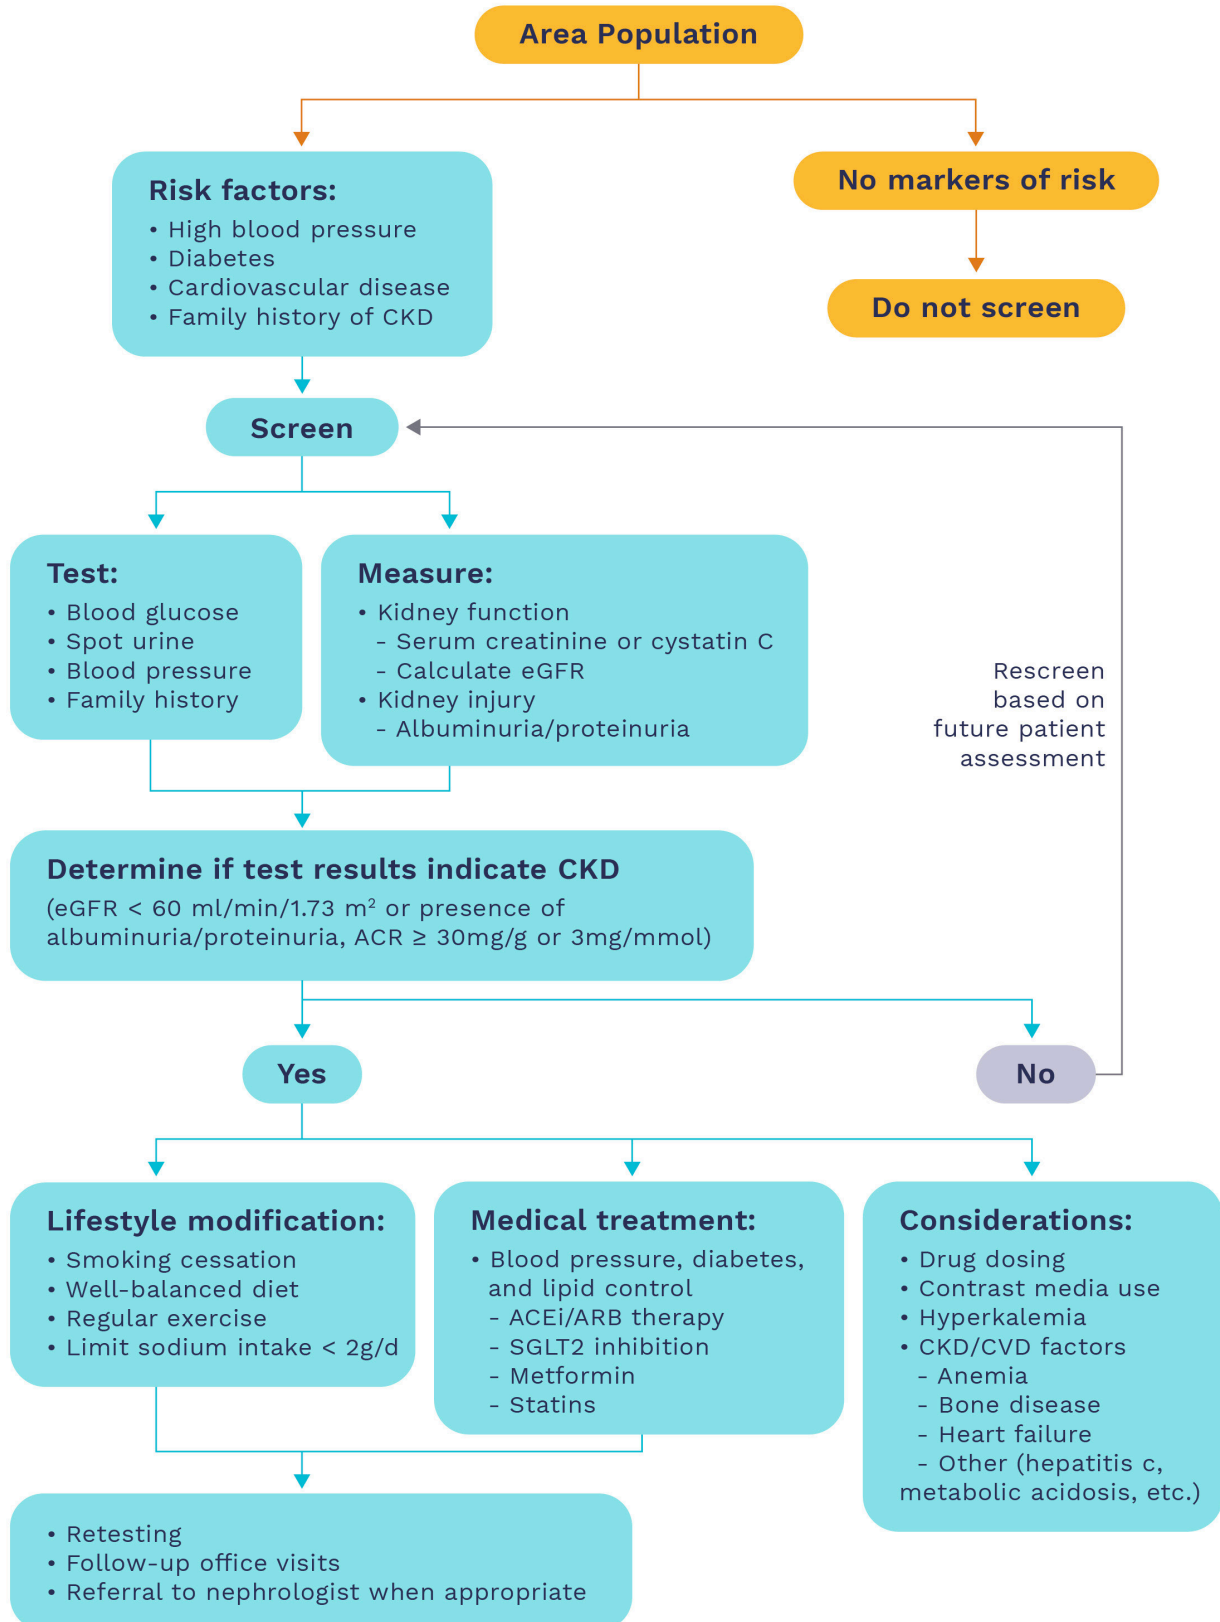 Area Population
Risk factors:
• High blood pressure
• Diabetes
• Cardiovascular disease
• Family history of CKD
No markers of risk
Do not screen
Screen
Test:
• Blood glucose
• Spot urine
• Blood pressure
• Family history
Measure:
• Kidney function
- Serum creatinine or cystatin C
- Calculate eGFR
• Kidney injury
- Albuminuria/proteinuria
Rescreen
based on
future patient
assessment
Determine if test results indicate CKD
(eGFR < 60 ml/min/1.73 m² or presence of
albuminuria/proteinuria, ACR ≥ 30mg/g or 3mg/mmol)
Yes
No
Lifestyle modification:
• Smoking cessation
• Well-balanced diet
• Regular exercise
• Limit sodium intake < 2g/d
Medical treatment:
• Blood pressure, diabetes,
and lipid control
- ACEi/ARB therapy
- SGLT2 inhibition
- Metformin
- Statins
Considerations:
• Drug dosing
• Contrast media use
• Hyperkalemia
• CKD/CVD factors
- Anemia
- Bone disease
- Heart failure
- Other (hepatitis c,
metabolic acidosis, etc.)
• Retesting
• Follow-up office visits
• Referral to nephrologist when appropriate